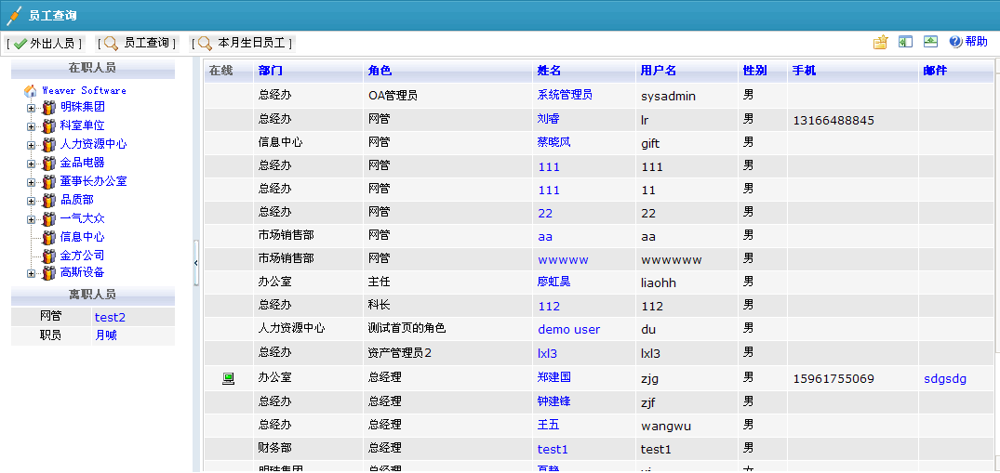 员工查询
[ 外出人员 ] [ 员工查询 ] [ 本月生日员工 ] 帮助
在职人员
Weaver Software
明珠集团
科室单位
人力资源中心
金品电器
董事长办公室
品质部
一气大众
信息中心
金方公司
高斯设备
离职人员
网管 test2
职员 月喊
在线 部门 角色 姓名 用户名 性别 手机 邮件
总经办 OA管理员 系统管理员 sysadmin 男
总经办 网管 刘睿 lr 男 13166488845
信息中心 网管 蔡晓风 gift 男
总经办 网管 111 111 男
总经办 网管 111 11 男
总经办 网管 22 22 男
市场销售部 网管 aa aa 男
市场销售部 网管 wwwww wwwwww 男
办公室 主任 廖虹昊 liaohh 男
总经办 科长 112 112 男
人力资源中心 测试首页的角色 demo user du 男
总经办 资产管理员2 lxl3 lxl3 男
办公室 总经理 郑建国 zjg 男 15961755069 sdgsdg
总经办 总经理 钟建锋 zjf 男
总经办 总经理 王五 wangwu 男
财务部 总经理 test1 test1 男
明珠集团 总经理